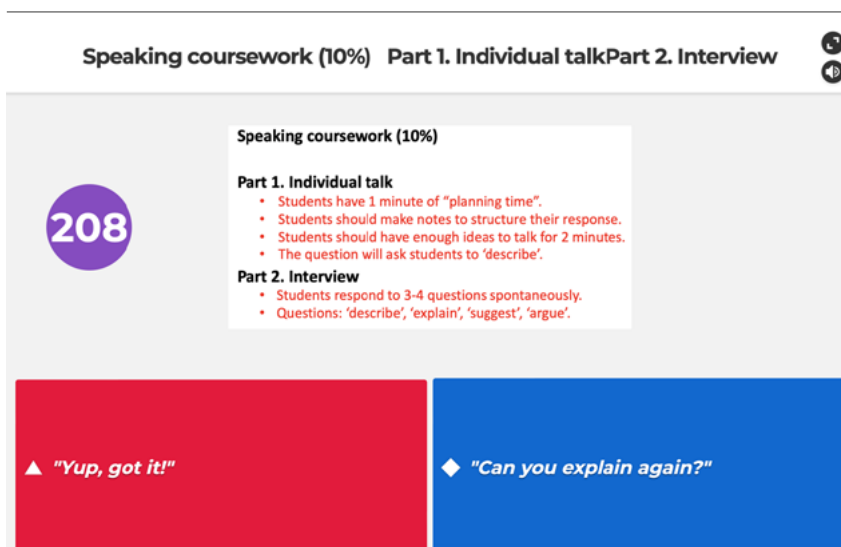 Speaking coursework (10%) Part 1. Individual talkPart 2. Interview
Speaking coursework (10%)
Part 1. Individual talk
• Students have 1 minute of “planning time”.
• Students should make notes to structure their response.
• Students should have enough ideas to talk for 2 minutes.
• The question will ask students to ‘describe’.
Part 2. Interview
• Students respond to 3-4 questions spontaneously.
• Questions: ‘describe’, ‘explain’, ‘suggest’, ‘argue’.
208
"Yup, got it!"
"Can you explain again?"